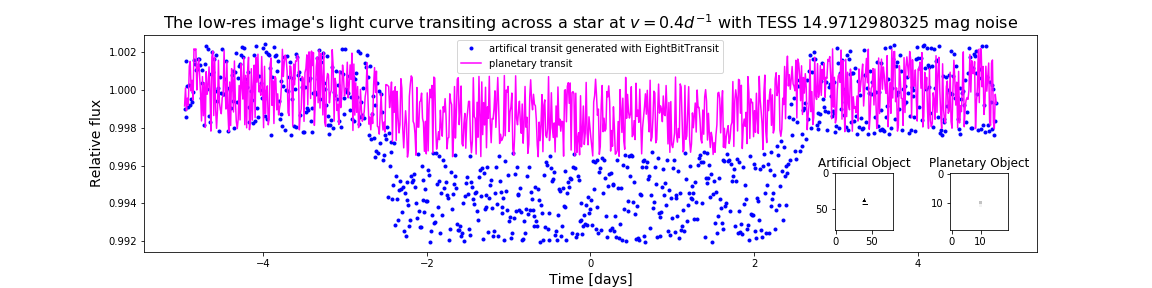 The low-res image's light curve transiting across a star at v = 0.4d⁻¹ with TESS 14.9712980325 mag noise
artifical transit generated with EightBitTransit
planetary transit
Relative flux
1.002
1.000
0.998
0.996
0.994
0.992
Artificial Object
0
50
0
50
Planetary Object
0
10
0
10
−4
−2
0
2
4
Time [days]